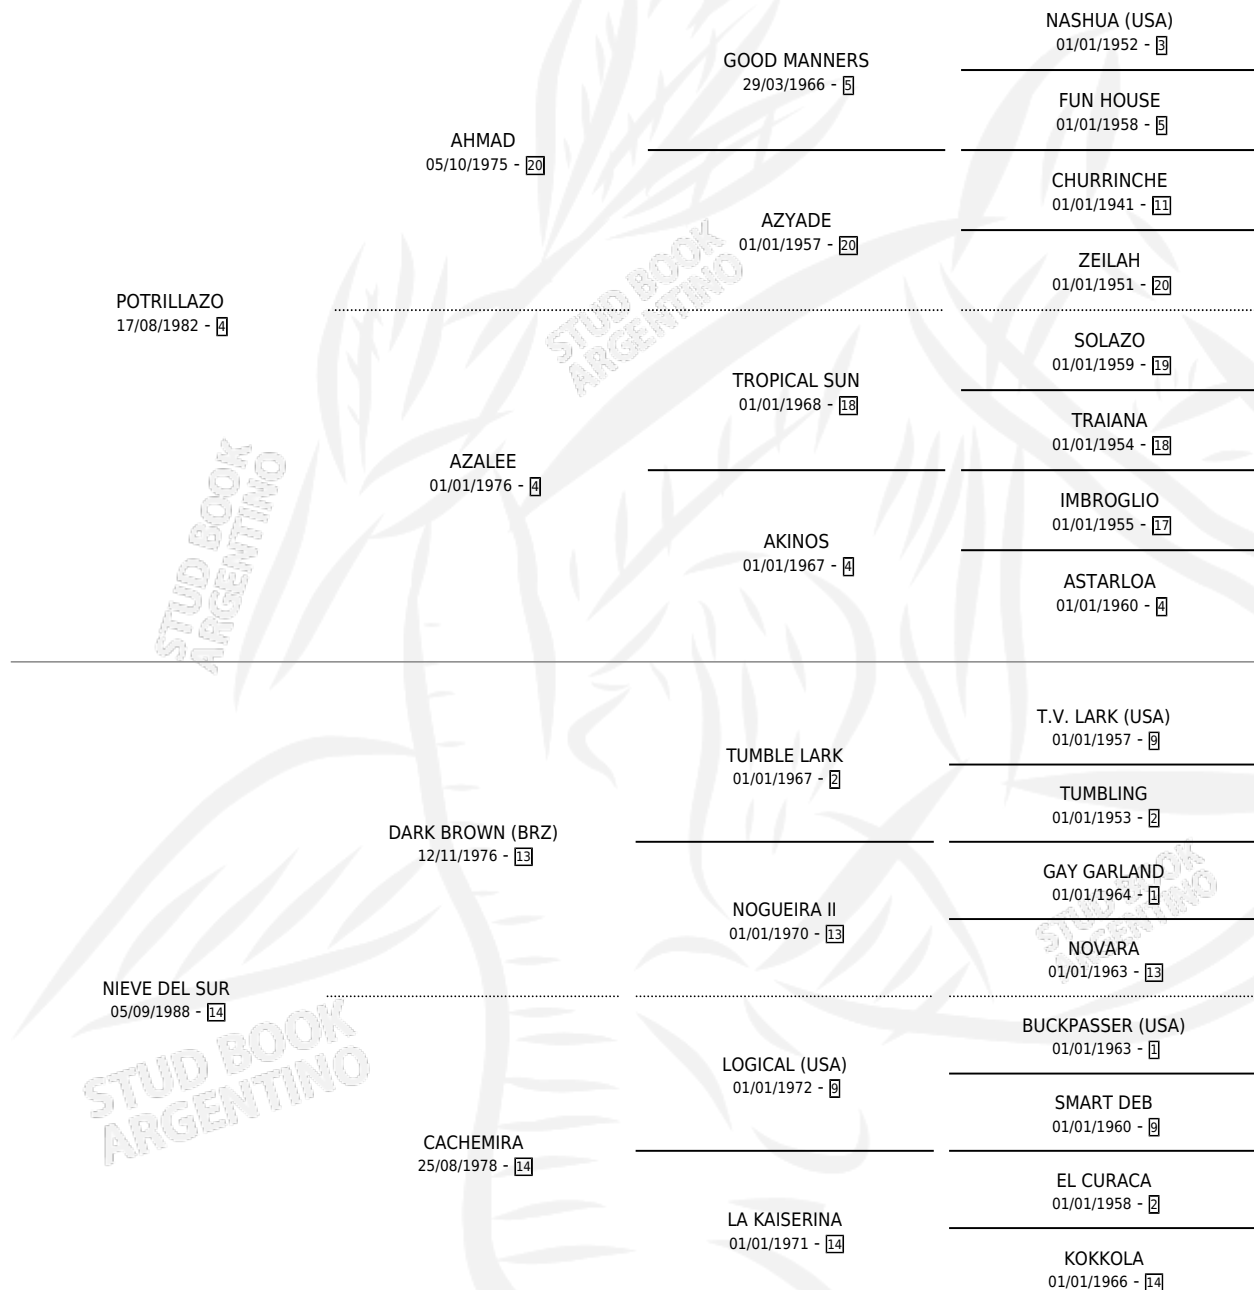 NASHUA (USA)
01/01/1952 - 3
GOOD MANNERS
29/03/1966 - 5
FUN HOUSE
01/01/1958 - 5
AHMAD
05/10/1975 - 20
CHURRINCHE
01/01/1941 - 11
AZYADE
01/01/1957 - 20
ZEILAH
01/01/1951 - 20
POTRILLAZO
17/08/1982 - 4
SOLAZO
01/01/1959 - 19
TROPICAL SUN
01/01/1968 - 18
TRAIANA
01/01/1954 - 18
AZALEE
01/01/1976 - 4
IMBROGLIO
01/01/1955 - 17
AKINOS
01/01/1967 - 4
ASTARLOA
01/01/1960 - 4
STUD BOOK
ARGENTINO
STUD BOOK
ARGENTINO
T.V. LARK (USA)
01/01/1957 - 9
TUMBLE LARK
01/01/1967 - 2
TUMBLING
01/01/1953 - 2
DARK BROWN (BRZ)
12/11/1976 - 13
GAY GARLAND
01/01/1964 - 1
NOGUEIRA II
01/01/1970 - 13
NOVARA
01/01/1963 - 13
NIEVE DEL SUR
05/09/1988 - 14
BUCKPASSER (USA)
01/01/1963 - 1
LOGICAL (USA)
01/01/1972 - 9
SMART DEB
01/01/1960 - 9
CACHEMIRA
25/08/1978 - 14
EL CURACA
01/01/1958 - 2
LA KAISERINA
01/01/1971 - 14
KOKKOLA
01/01/1966 - 14
STUD BOOK
ARGENTINO
STUD BOOK
ARGENTINO